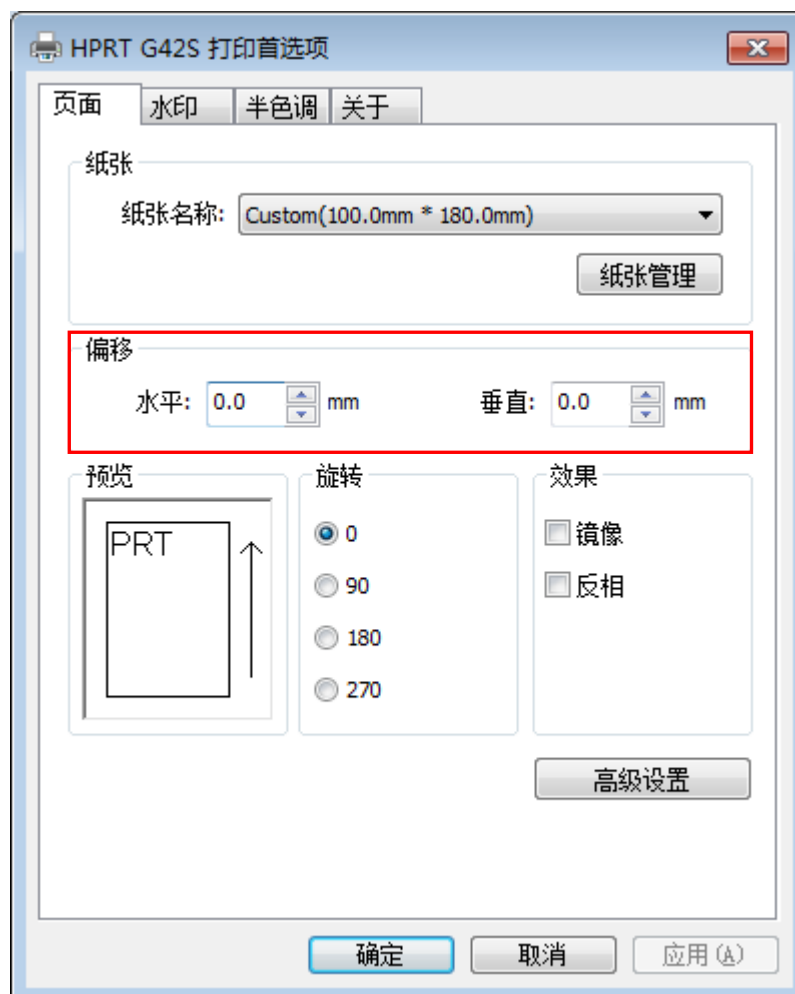 HPRT G42S 打印首选项
页面 水印 半色调 关于
纸张
纸张名称: Custom(100.0mm * 180.0mm)
纸张管理
偏移
水平: 0.0 mm 垂直: 0.0 mm
预览 旋转 效果
PRT
0 镜像
90 反相
180
270
高级设置
确定 取消 应用(A)